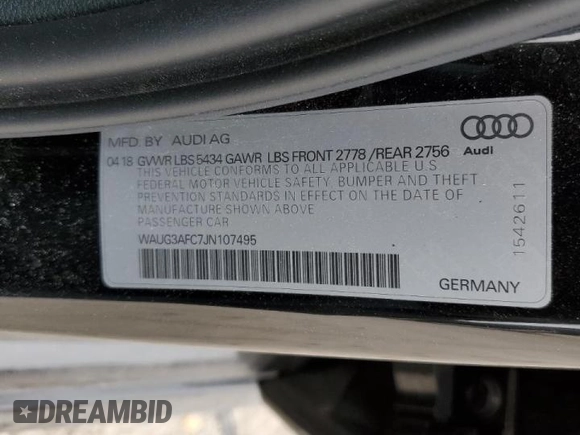 MFD. BY AUDI AG
04 18 GVWR LBS 5434 GAWR LBS FRONT 2778 /REAR 2756
THIS VEHICLE CONFORMS TO ALL APPLICABLE U.S.
FEDERAL MOTOR VEHICLE SAFETY, BUMPER AND THEFT
PREVENTION STANDARDS IN EFFECT ON THE DATE OF
MANUFACTURE SHOWN ABOVE
PASSENGER CAR
WAUG3AFC7JN107495
Audi
1542611
GERMANY
DREAMBID